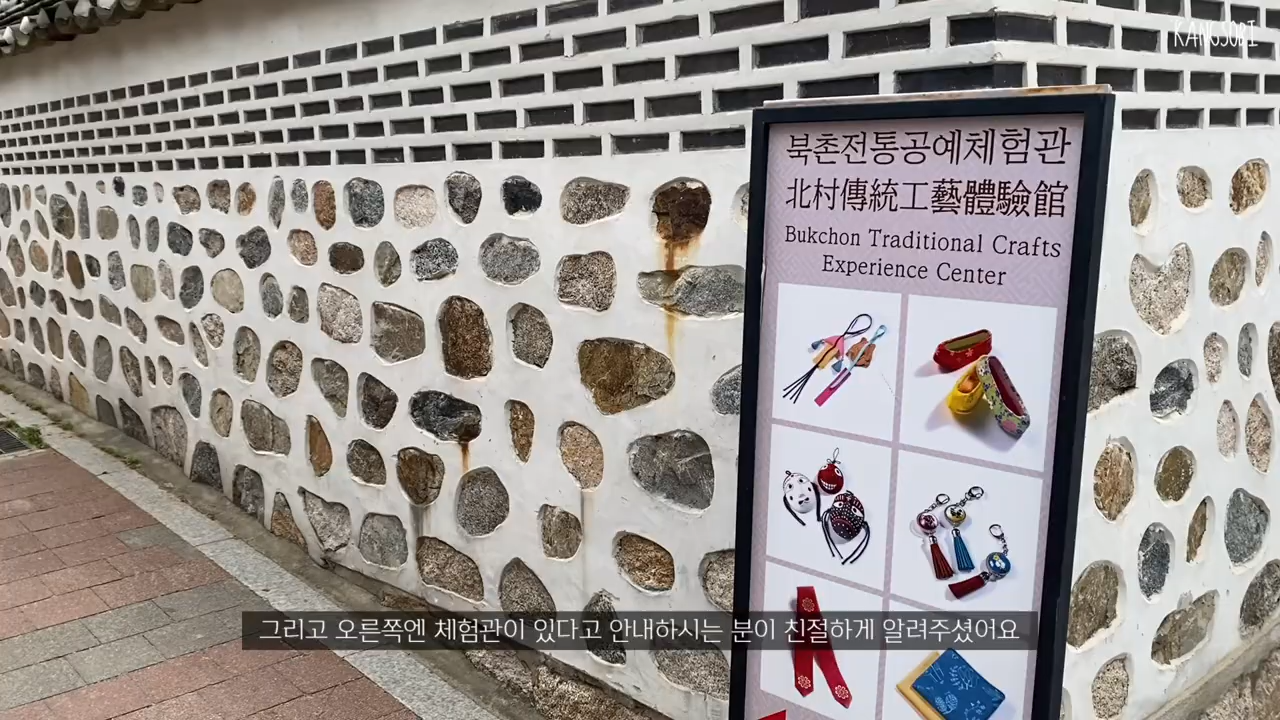 KANGSOBI
북촌전통공예체험관
北村傳統工藝體驗館
Bukchon Traditional Crafts
Experience Center
그리고 오른쪽엔 체험관이 있다고 안내하시는 분이 친절하게 알려주셨어요